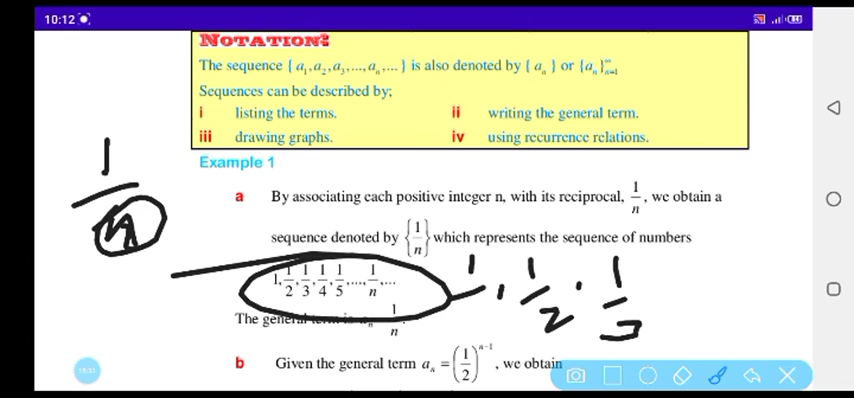 10:12
NOTATION:
The sequence { a₁, a₂, a₃, ..., aₙ, ... } is also denoted by { aₙ } or {aₙ}ₙ₌₁^∞
Sequences can be described by;
i listing the terms. ii writing the general term.
iii drawing graphs. iv using recurrence relations.
Example 1
a By associating each positive integer n, with its reciprocal, 1/n, we obtain a
1/n
sequence denoted by {1/n} which represents the sequence of numbers
1, 1/2, 1/3, 1/4, 1/5, ...., 1/n, ...
1, 1/2, 1/3
The general term is aₙ 1/n.
b Given the general term aₙ = (1/2)ⁿ⁻¹, we obtain